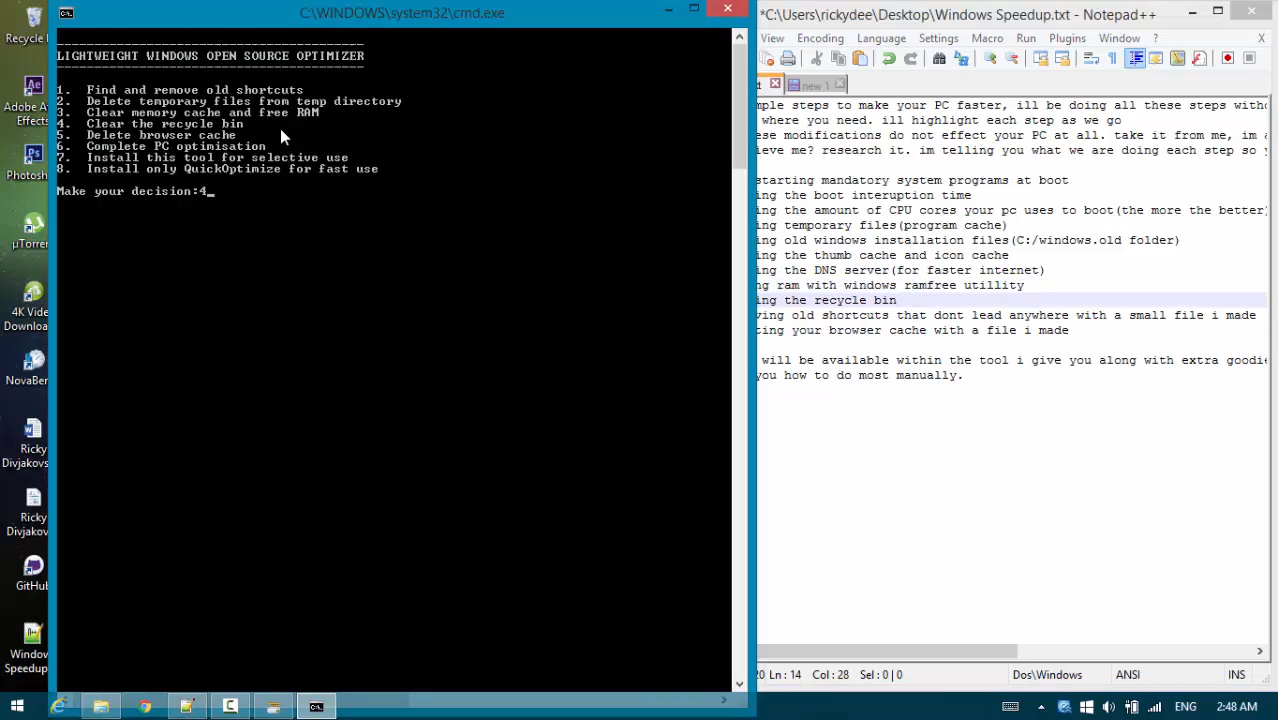 C:\WINDOWS\system32\cmd.exe
LIGHTWEIGHT WINDOWS OPEN SOURCE OPTIMIZER
1. Find and remove old shortcuts
2. Delete temporary files from temp directory
3. Clear memory cache and free RAM
4. Clear the recycle bin
5. Delete browser cache
6. Complete PC optimisation
7. Install this tool for selective use
8. Install only QuickOptimize for fast use
Make your decision:4_
*C:\Users\rickydee\Desktop\Windows Speedup.txt - Notepad++
View Encoding Language Settings Macro Run Plugins Window ? X
new 1
mple steps to make your PC faster, ill be doing all these steps witho
where you need. ill highlight each step as we go
ese modifications do not effect your PC at all. take it from me, im a
ieve me? research it. im telling you what we are doing each step so y
starting mandatory system programs at boot
ing the boot interuption time
ing the amount of CPU cores your pc uses to boot(the more the better)
ing temporary files(program cache)
ing old windows installation files(C:/windows.old folder)
ing the thumb cache and icon cache
ing the DNS server(for faster internet)
ng ram with windows ramfree utillity
ing the recycle bin
ving old shortcuts that dont lead anywhere with a small file i made
ting your browser cache with a file i made
will be available within the tool i give you along with extra goodie
you how to do most manually.
20 Ln : 14 Col : 28 Sel : 0 | 0
Dos\Windows
ANSI
INS
Recycle
Adobe A
Effects
Photosh
µTorren
4K Vide
Downloa
NovaBe
Ricky
Divjakovs
Ricky
Divjakov
GitHu
Window
Speedup
ENG 2:48 AM